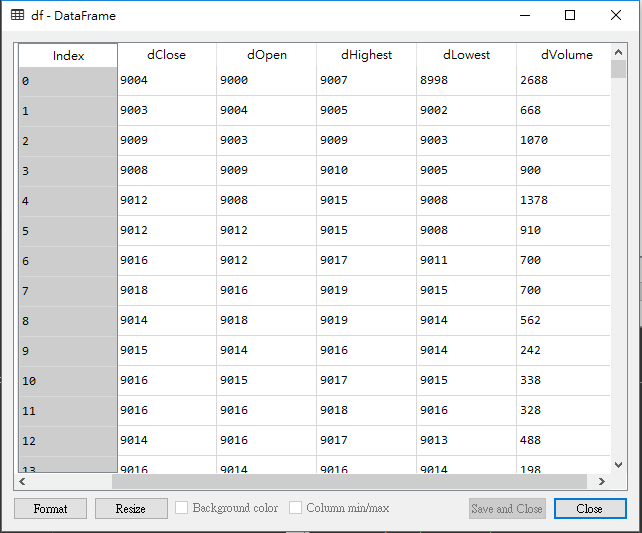 df - DataFrame
Index dClose dOpen dHighest dLowest dVolume
0 9004 9000 9007 8998 2688
1 9003 9004 9005 9002 668
2 9009 9003 9009 9003 1070
3 9008 9009 9010 9005 900
4 9012 9008 9015 9008 1378
5 9012 9012 9015 9008 910
6 9016 9012 9017 9011 700
7 9018 9016 9019 9015 700
8 9014 9018 9019 9014 562
9 9015 9014 9016 9014 242
10 9016 9015 9017 9015 338
11 9016 9016 9018 9016 328
12 9014 9016 9017 9013 488
13 9016 9014 9016 9014 198
Format Resize Background color Column min/max Save and Close Close